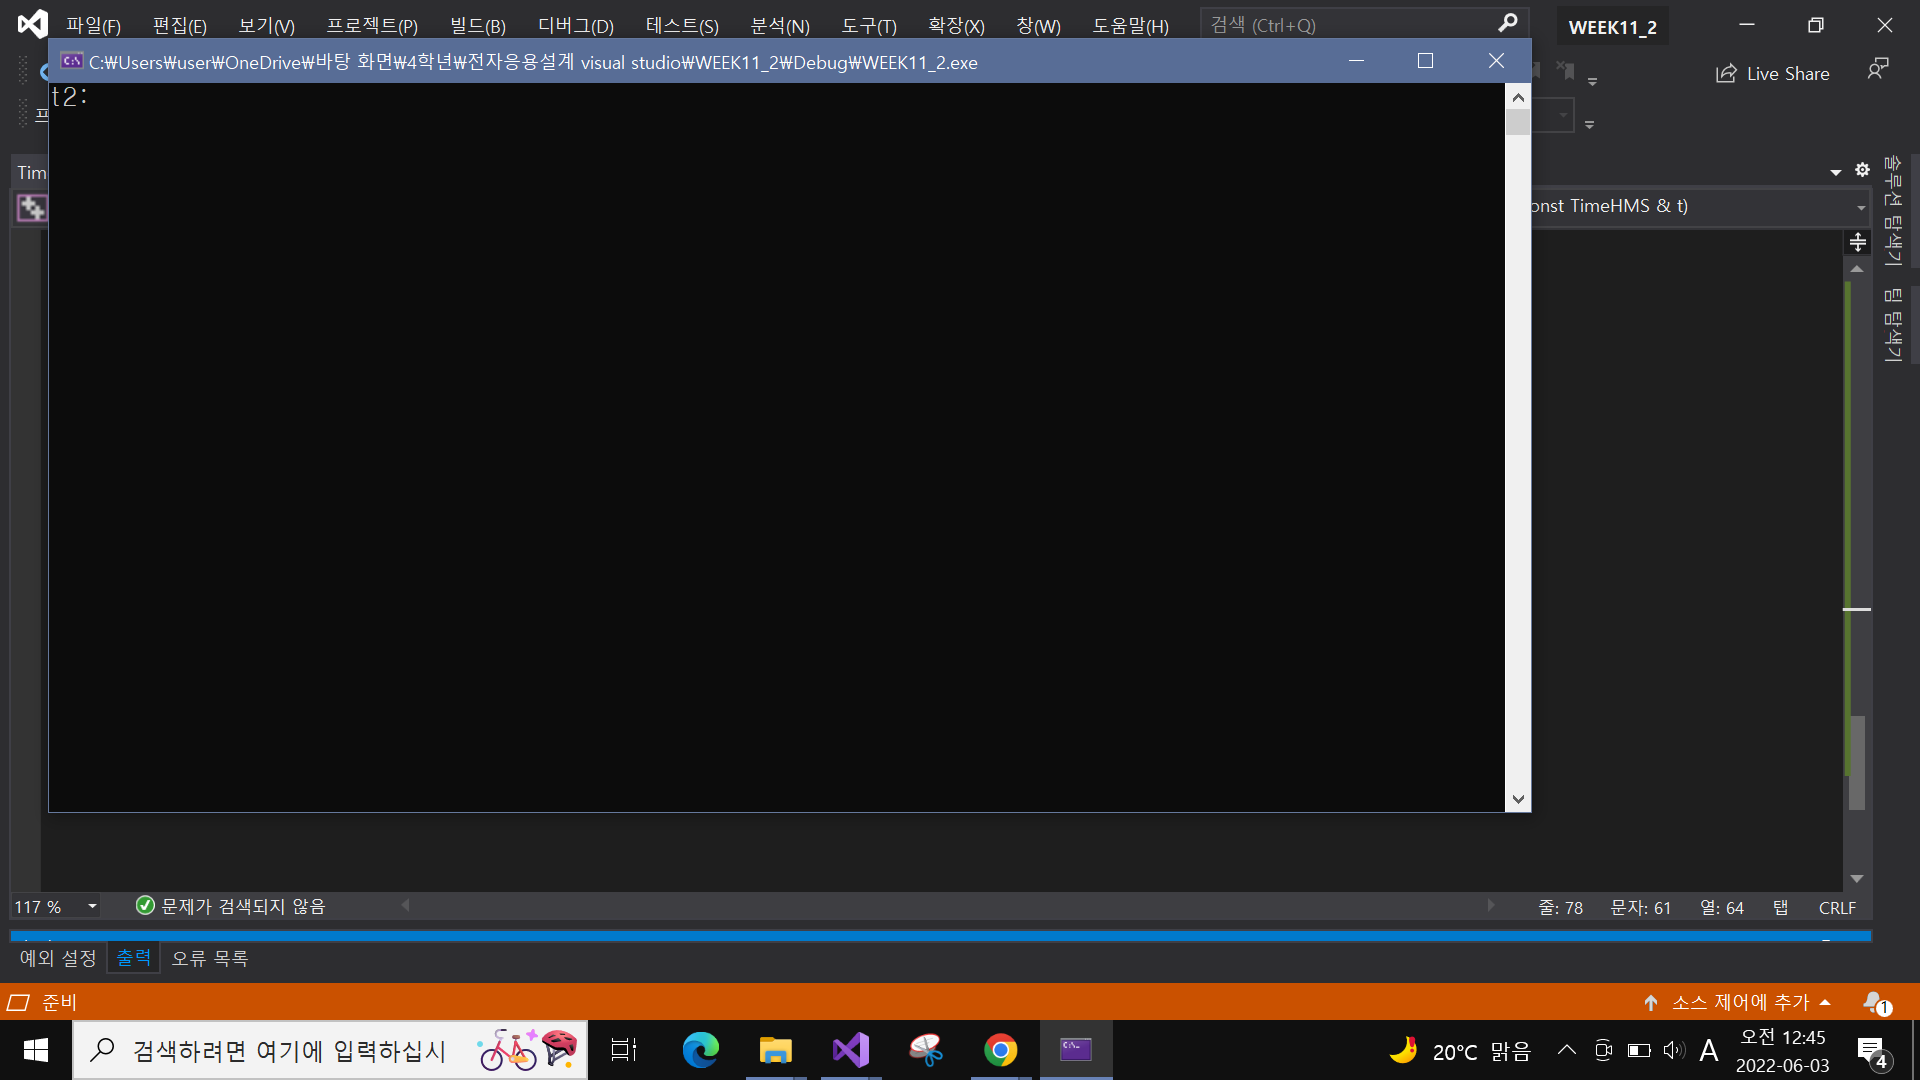 파일(F) 편집(E) 보기(V) 프로젝트(P) 빌드(B) 디버그(D) 테스트(S) 분석(N) 도구(T) 확장(X) 창(W) 도움말(H) 검색 (Ctrl+Q) WEEK11_2
C:₩Users₩user₩OneDrive₩바탕 화면₩4학년₩전자응용설계 visual studio₩WEEK11_2₩Debug₩WEEK11_2.exe
Live Share
t2:
프
Tim
onst TimeHMS & t)
솔루션 탐색기
팀 탐색기
117 % 문제가 검색되지 않음 줄: 78 문자: 61 열: 64 탭 CRLF
예외 설정 출력 오류 목록
준비 소스 제어에 추가 1
검색하려면 여기에 입력하십시 20°C 맑음 A 오전 12:45
2022-06-03 4